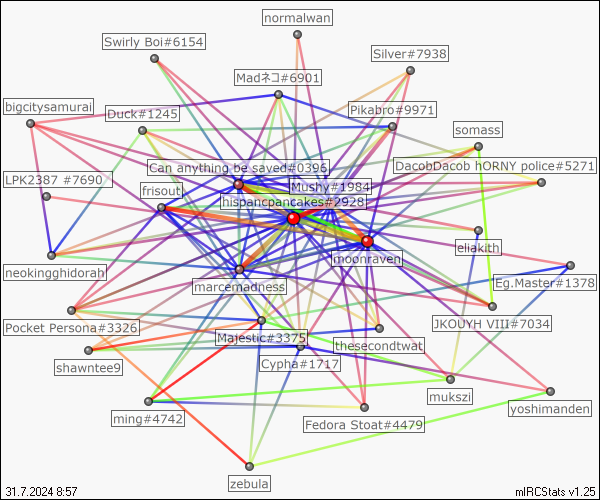 normalwan
Swirly Boi#6154
Silver#7938
Madネコ#6901
bigcitysamurai
Duck#1245
Pikabro#9971
somass
Can anything be saved#0396
DacobDacob hORNY police#5271
LPK2387 #7690
frisout
Mushy#1984
hispancpancakes#2928
eliakith
moonraven
neokingghidorah
marcemadness
Eg.Master#1378
Pocket Persona#3326
JKOUYH VIII#7034
Majestic#3375
thesecondtwat
shawntee9
Cypha#1717
mukszi
yoshimanden
ming#4742
Fedora Stoat#4479
zebula
31.7.2024 8:57
mIRCStats v1.25